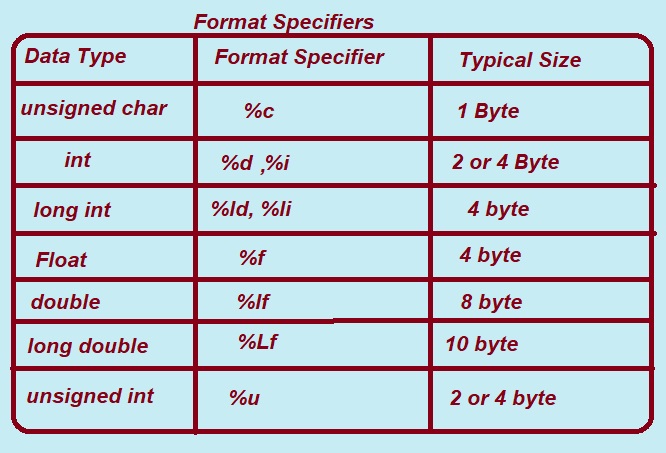 Format Specifiers
Data Type Format Specifier Typical Size
unsigned char %c 1 Byte
int %d ,%i 2 or 4 Byte
long int %ld, %li 4 byte
Float %f 4 byte
double %lf 8 byte
long double %Lf 10 byte
unsigned int %u 2 or 4 byte